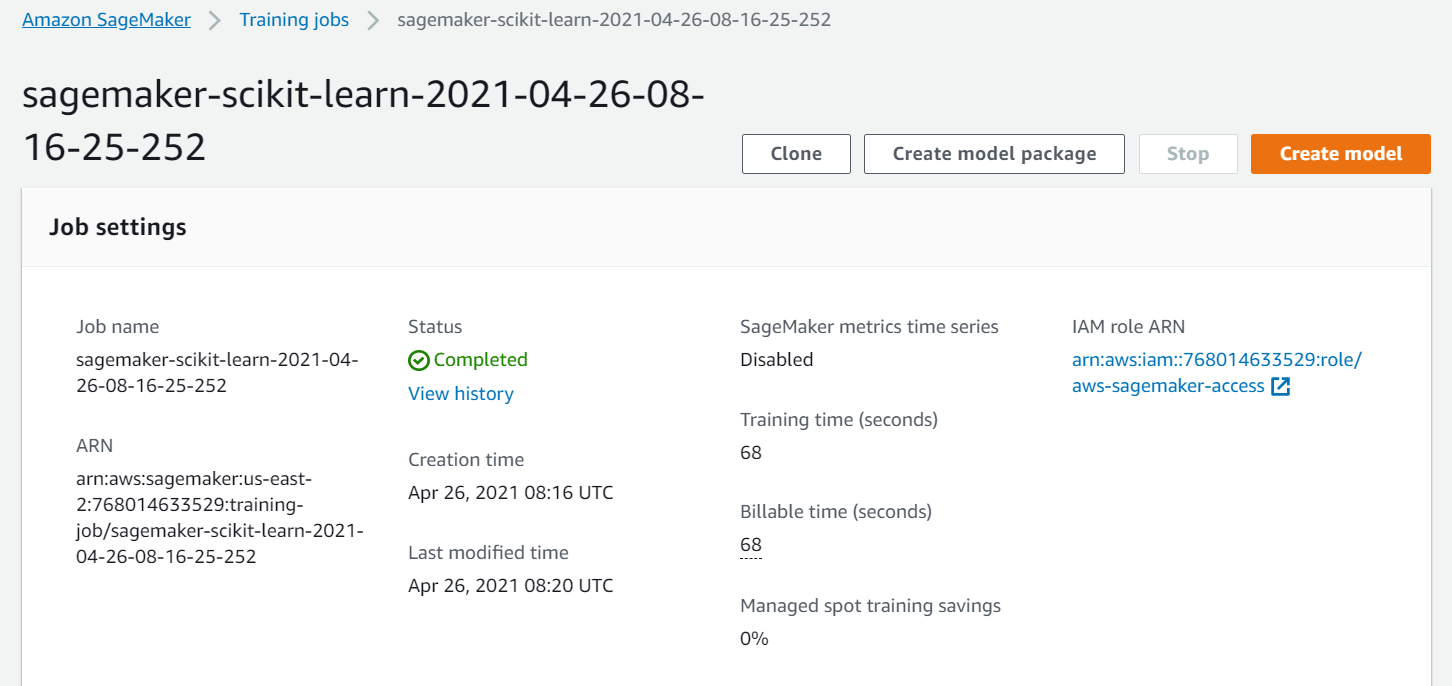 Amazon SageMaker > Training jobs > sagemaker-scikit-learn-2021-04-26-08-16-25-252
sagemaker-scikit-learn-2021-04-26-08-
16-25-252
Clone
Create model package
Stop
Create model
Job settings
Job name
sagemaker-scikit-learn-2021-04-
26-08-16-25-252
ARN
arn:aws:sagemaker:us-east-
2:768014633529:training-
job/sagemaker-scikit-learn-2021-
04-26-08-16-25-252
Status
Completed
View history
Creation time
Apr 26, 2021 08:16 UTC
Last modified time
Apr 26, 2021 08:20 UTC
SageMaker metrics time series
Disabled
Training time (seconds)
68
Billable time (seconds)
68
Managed spot training savings
0%
IAM role ARN
arn:aws:iam::768014633529:role/
aws-sagemaker-access